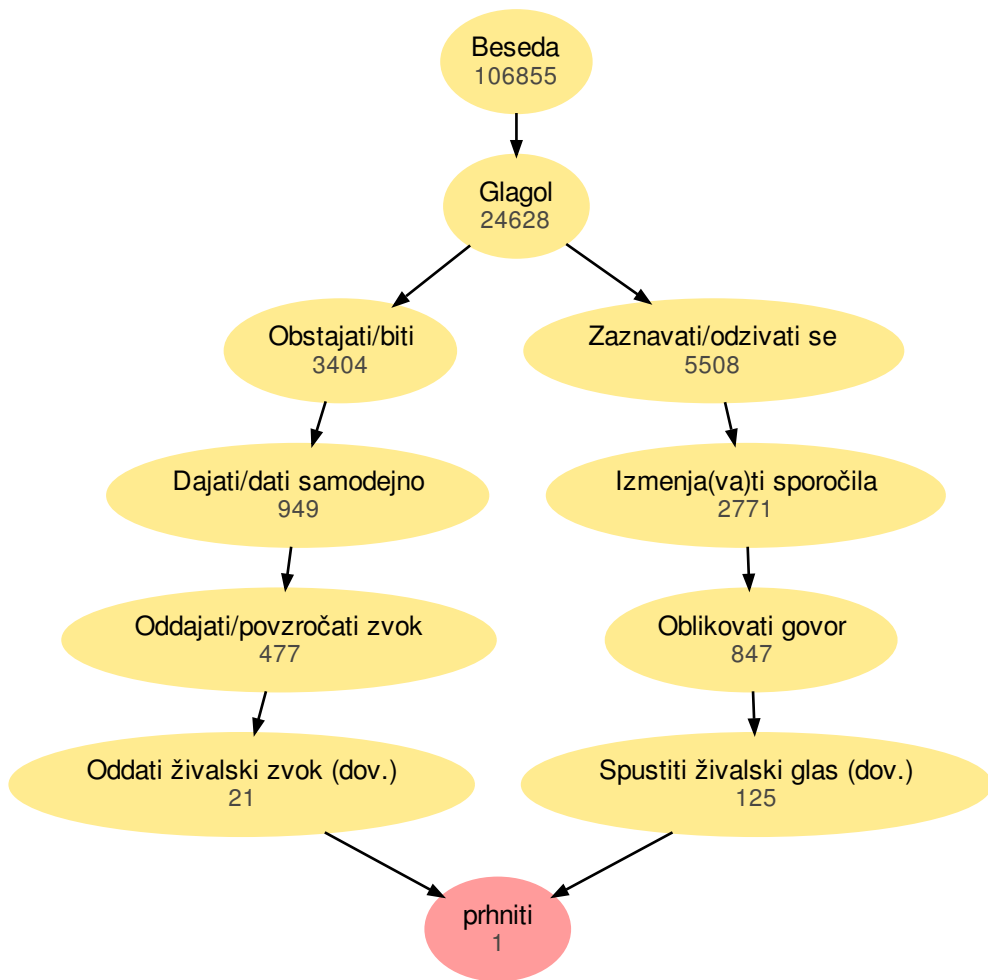 Beseda
106855
Glagol
24628
Obstajati/biti
3404
Zaznavati/odzivati se
5508
Dajati/dati samodejno
949
Izmenja(va)ti sporočila
2771
Oddajati/povzročati zvok
477
Oblikovati govor
847
Oddati živalski zvok (dov.)
21
Spustiti živalski glas (dov.)
125
prhniti
1